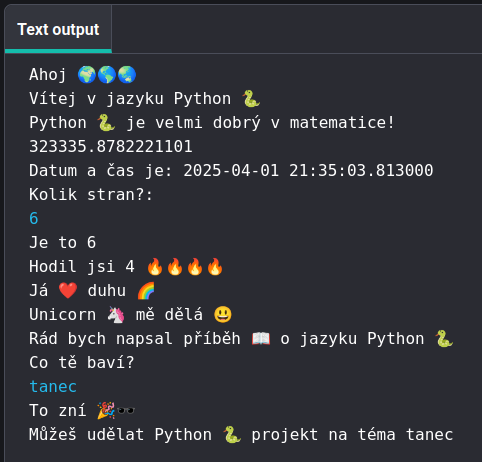 Text output
Ahoj 🌍🌎🌏
Vítej v jazyku Python 🐍
Python 🐍 je velmi dobrý v matematice!
323335.8782221101
Datum a čas je: 2025-04-01 21:35:03.813000
Kolik stran?:
6
Je to 6
Hodil jsi 4 🔥🔥🔥🔥
Já ❤️ duhu 🌈
Unicorn 🦄 mě dělá 😃
Rád bych napsal příběh 📖 o jazyku Python 🐍
Co tě baví?
tanec
To zní 🎉🕶️
Můžeš udělat Python 🐍 projekt na téma tanec